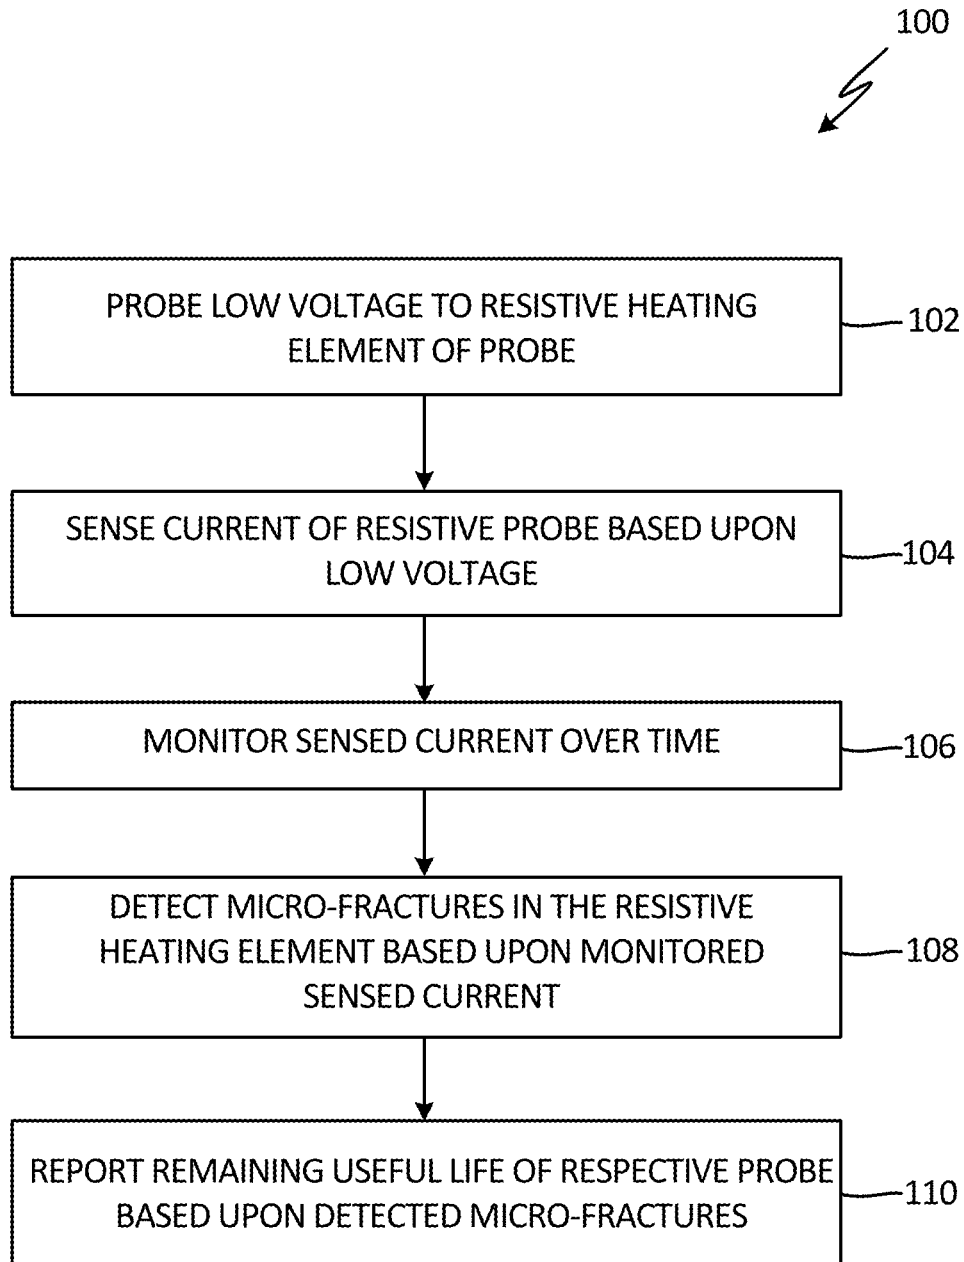 100
PROBE LOW VOLTAGE TO RESISTIVE HEATING
ELEMENT OF PROBE
102
SENSE CURRENT OF RESISTIVE PROBE BASED UPON
LOW VOLTAGE
104
MONITOR SENSED CURRENT OVER TIME
106
DETECT MICRO-FRACTURES IN THE RESISTIVE
HEATING ELEMENT BASED UPON MONITORED
SENSED CURRENT
108
REPORT REMAINING USEFUL LIFE OF RESPECTIVE PROBE
BASED UPON DETECTED MICRO-FRACTURES
110